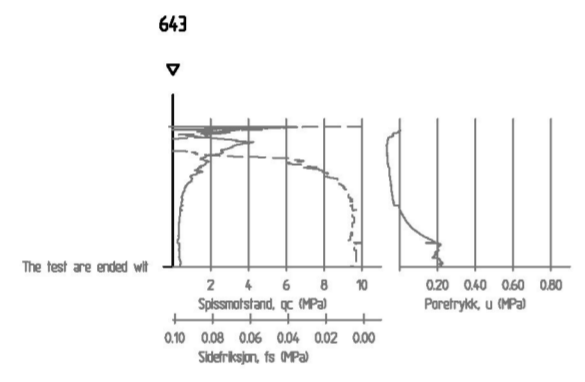 643
The test are ended wit
2 4 6 8 10
Spissmotstand, qc (MPa)
0.10 0.08 0.06 0.04 0.02 0.00
Sidefriksjon, fs (MPa)
0.20 0.40 0.60 0.80
Poretrykk, u (MPa)